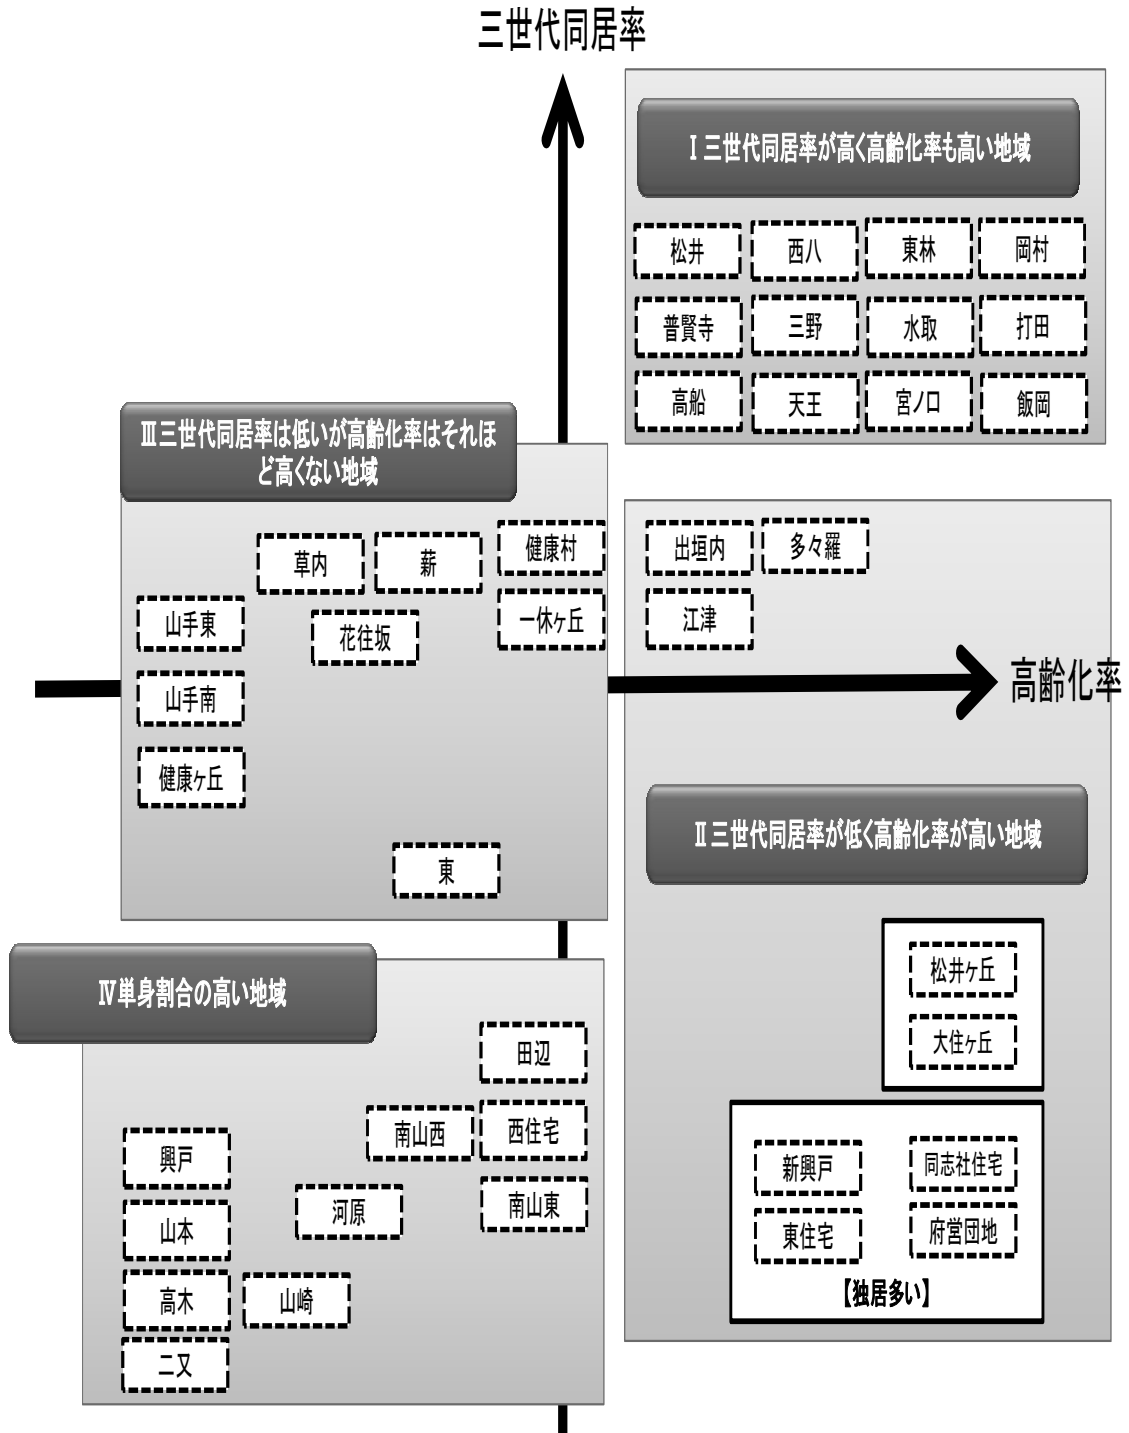 三世代同居率
Ⅰ三世代同居率が高く高齢化率も高い地域
松井
西八
東林
岡村
普賢寺
三野
水取
打田
高船
天王
宮ノ口
飯岡
Ⅲ三世代同居率は低いが高齢化率はそれほ
ど高くない地域
草内
薪
健康村
山手東
花住坂
一休ヶ丘
山手南
健康ヶ丘
東
出垣内
多々羅
江津
高齢化率
Ⅱ三世代同居率が低く高齢化率が高い地域
松井ヶ丘
大住ヶ丘
新興戸
同志社住宅
東住宅
府営団地
【独居多い】
Ⅳ単身割合の高い地域
田辺
南山西
西住宅
興戸
河原
南山東
山本
高木
山崎
二又